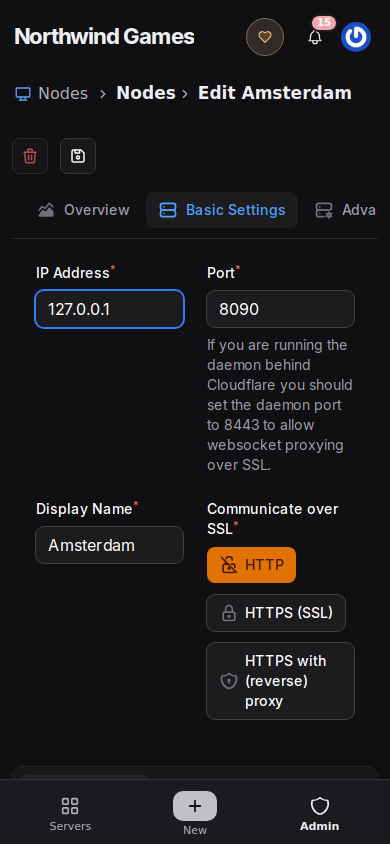 Northwind Games
15
Nodes > Nodes > Edit Amsterdam
Overview
Basic Settings
Adva
IP Address*
127.0.0.1
Port*
8090
If you are running the
daemon behind
Cloudflare you should
set the daemon port
to 8443 to allow
websocket proxying
over SSL.
Display Name*
Amsterdam
Communicate over
SSL*
HTTP
HTTPS (SSL)
HTTPS with
(reverse)
proxy
Servers
New
Admin